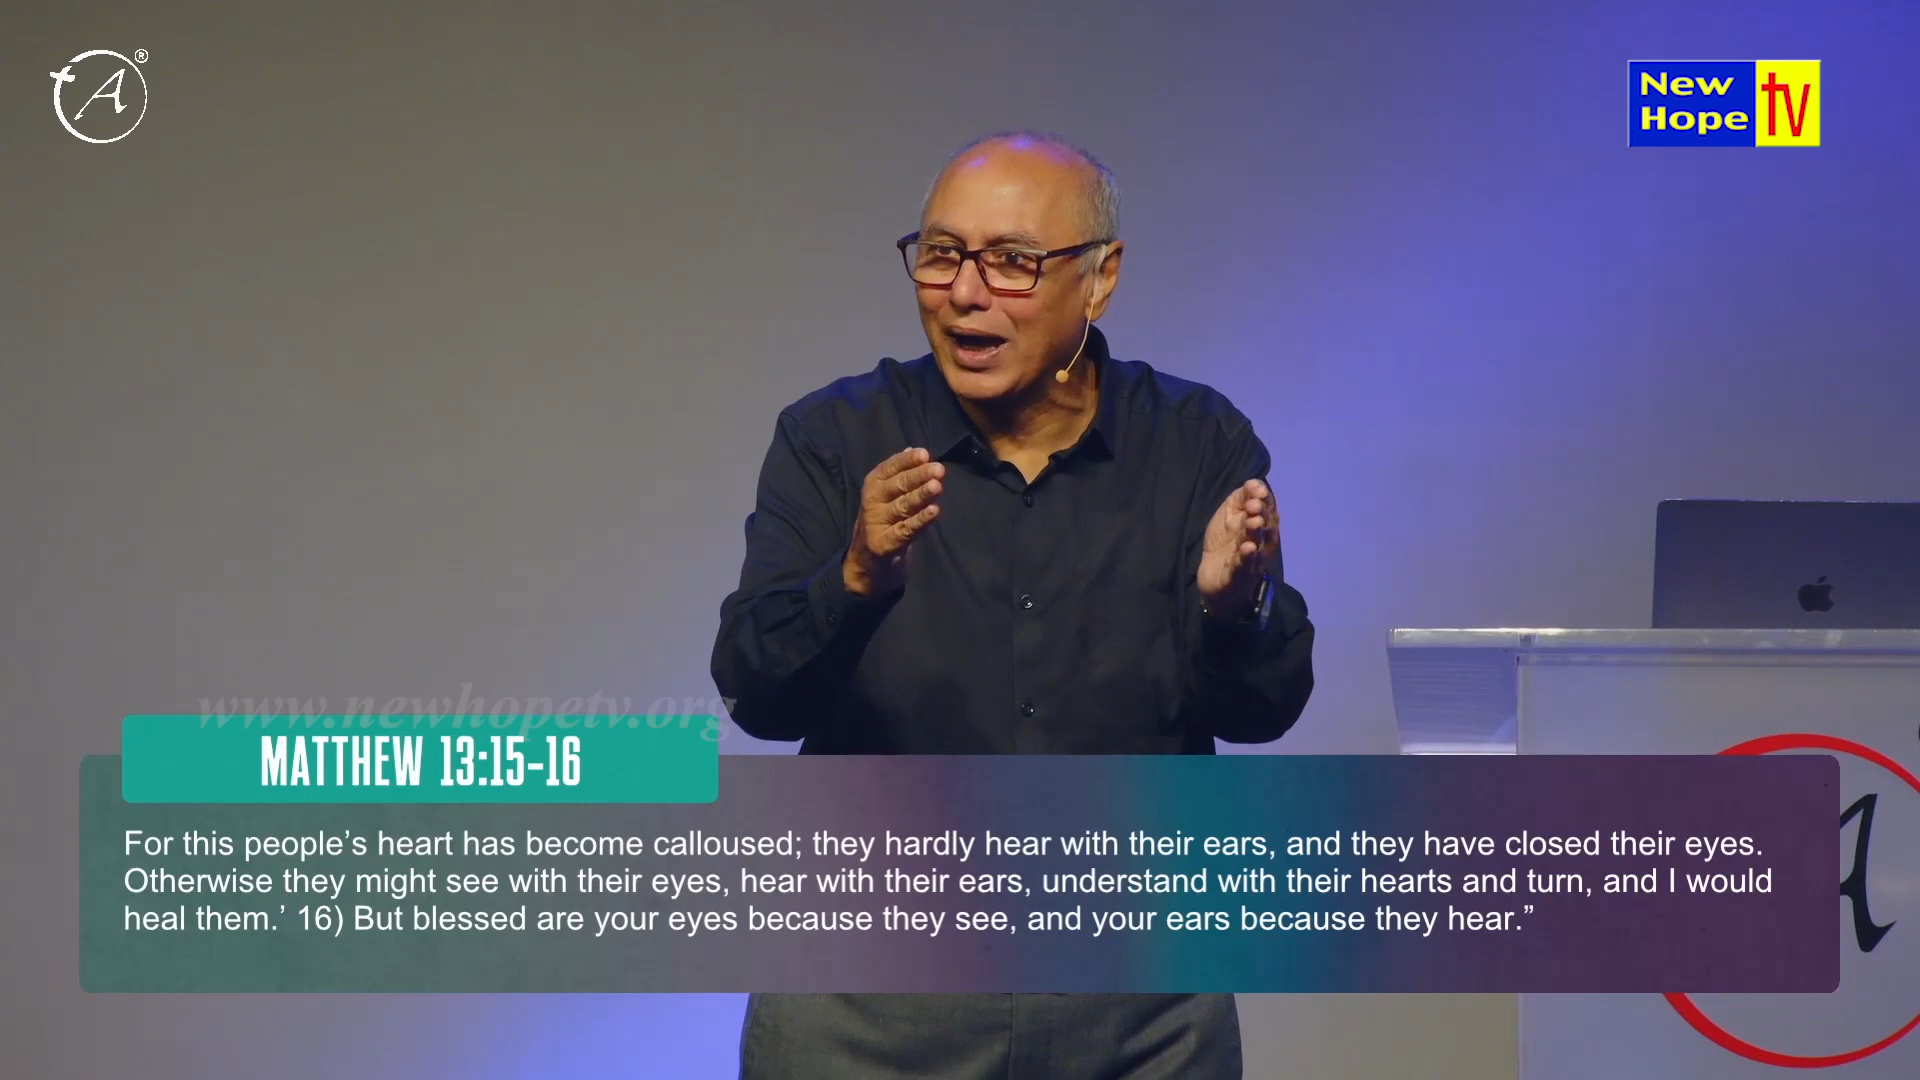 A®
New
Hope
tv
www.newhopetv.org
MATTHEW 13:15-16
For this people’s heart has become calloused; they hardly hear with their ears, and they have closed their eyes.
Otherwise they might see with their eyes, hear with their ears, understand with their hearts and turn, and I would
heal them.’ 16) But blessed are your eyes because they see, and your ears because they hear.”
A